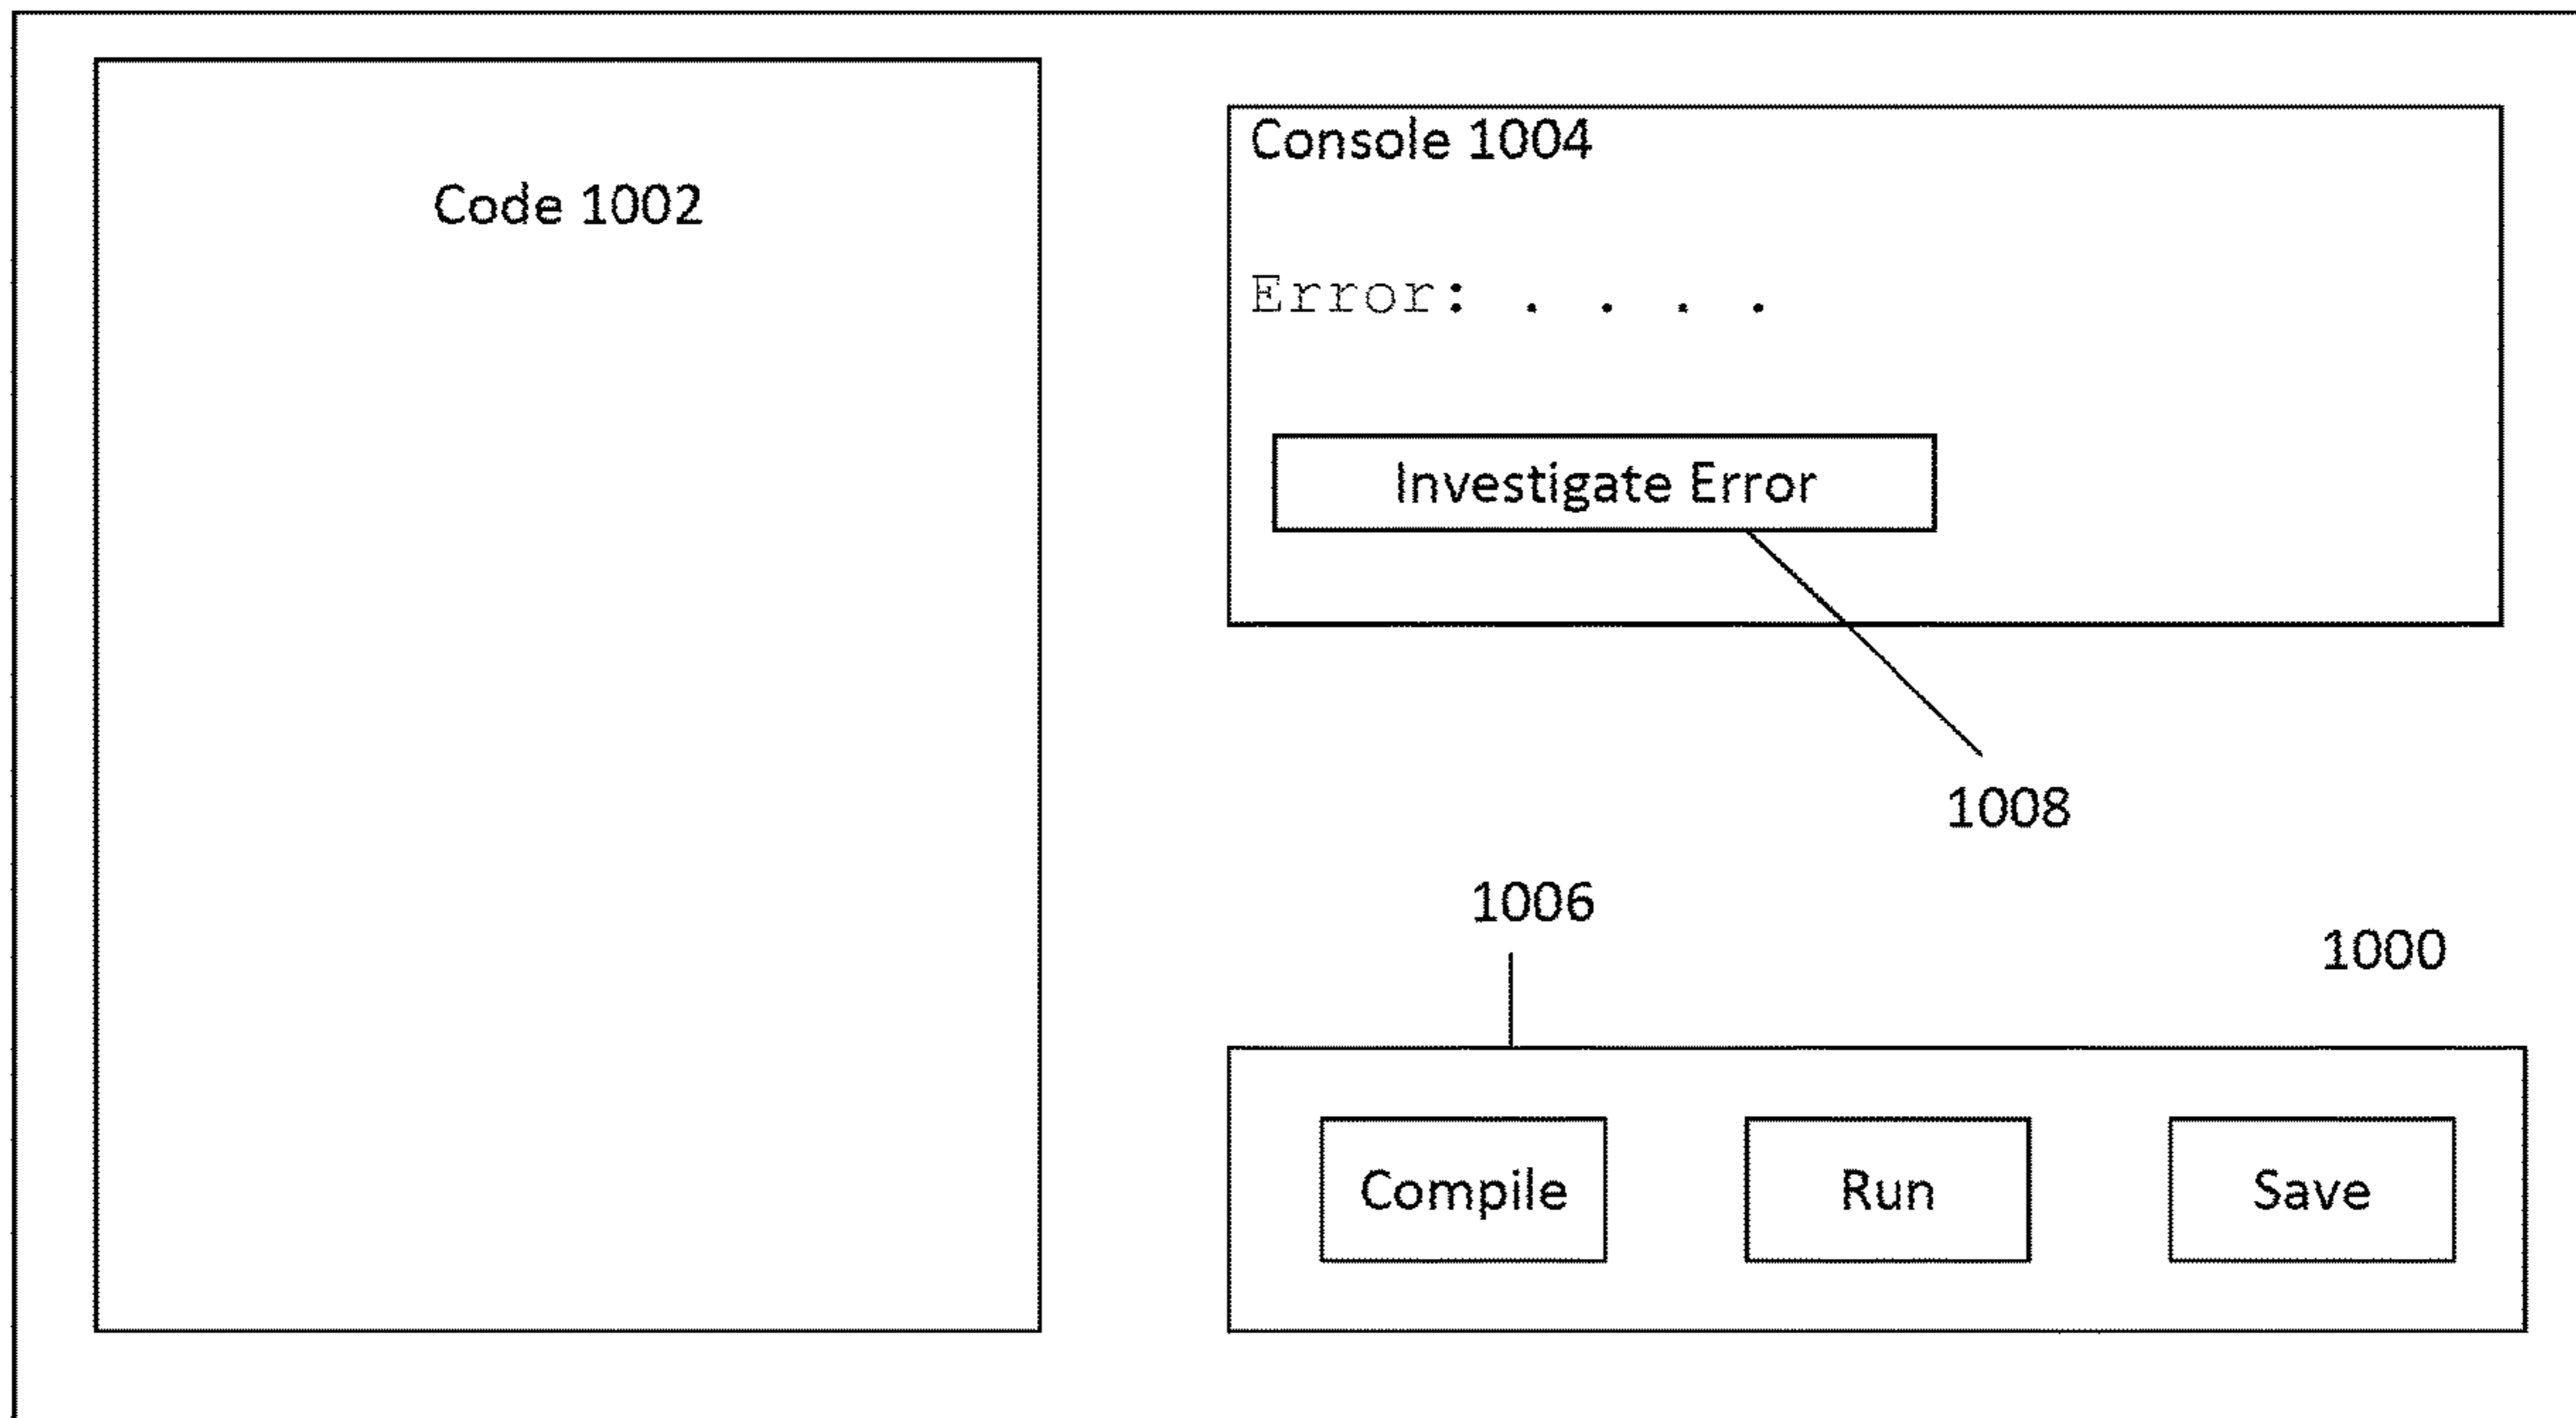 Code 1002
Console 1004
Error: . . . .
Investigate Error
1008
1006
1000
Compile
Run
Save